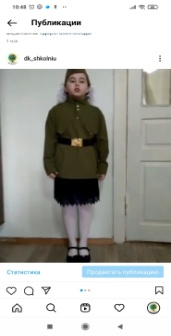 10:48
Публикации
dk_shkolniu
Статистика
Продвигать публикацию